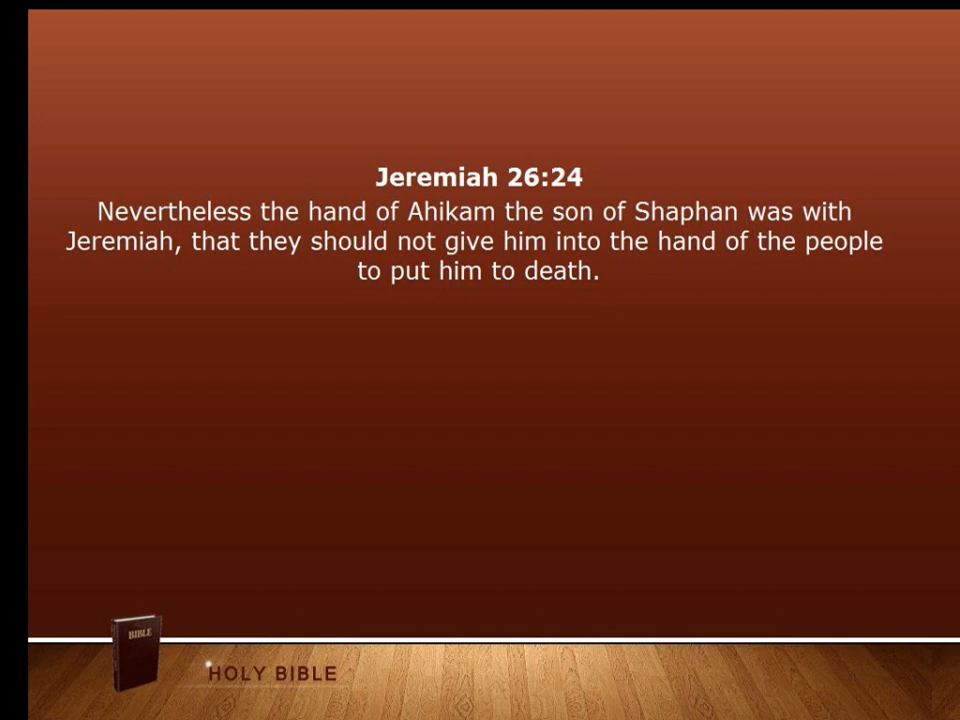 Jeremiah 26:24
Nevertheless the hand of Ahikam the son of Shaphan was with
Jeremiah, that they should not give him into the hand of the people
to put him to death.
BIBLE
HOLY BIBLE